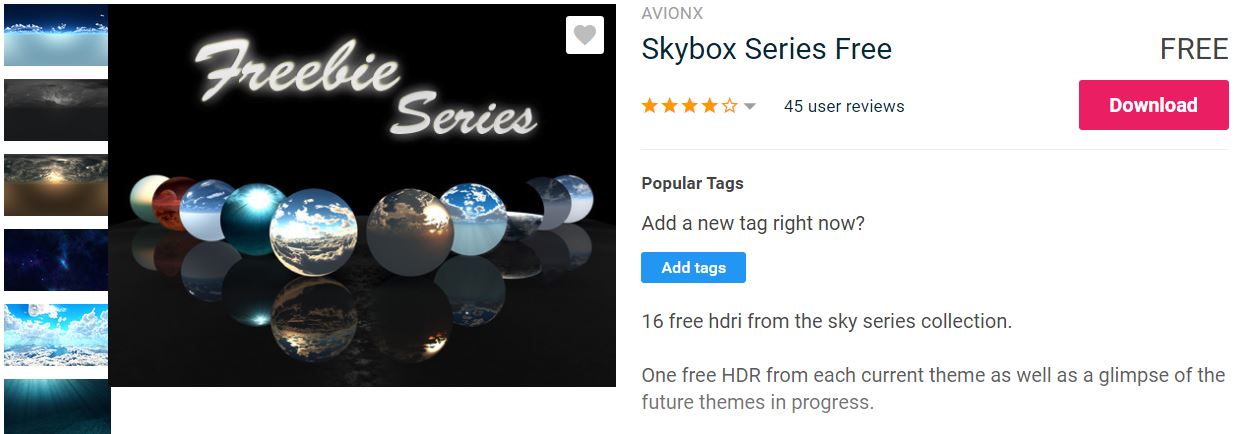 Freebie
Series
AVIONX
Skybox Series Free
FREE
45 user reviews
Download
Popular Tags
Add a new tag right now?
Add tags
16 free hdri from the sky series collection.
One free HDR from each current theme as well as a glimpse of the
future themes in progress.